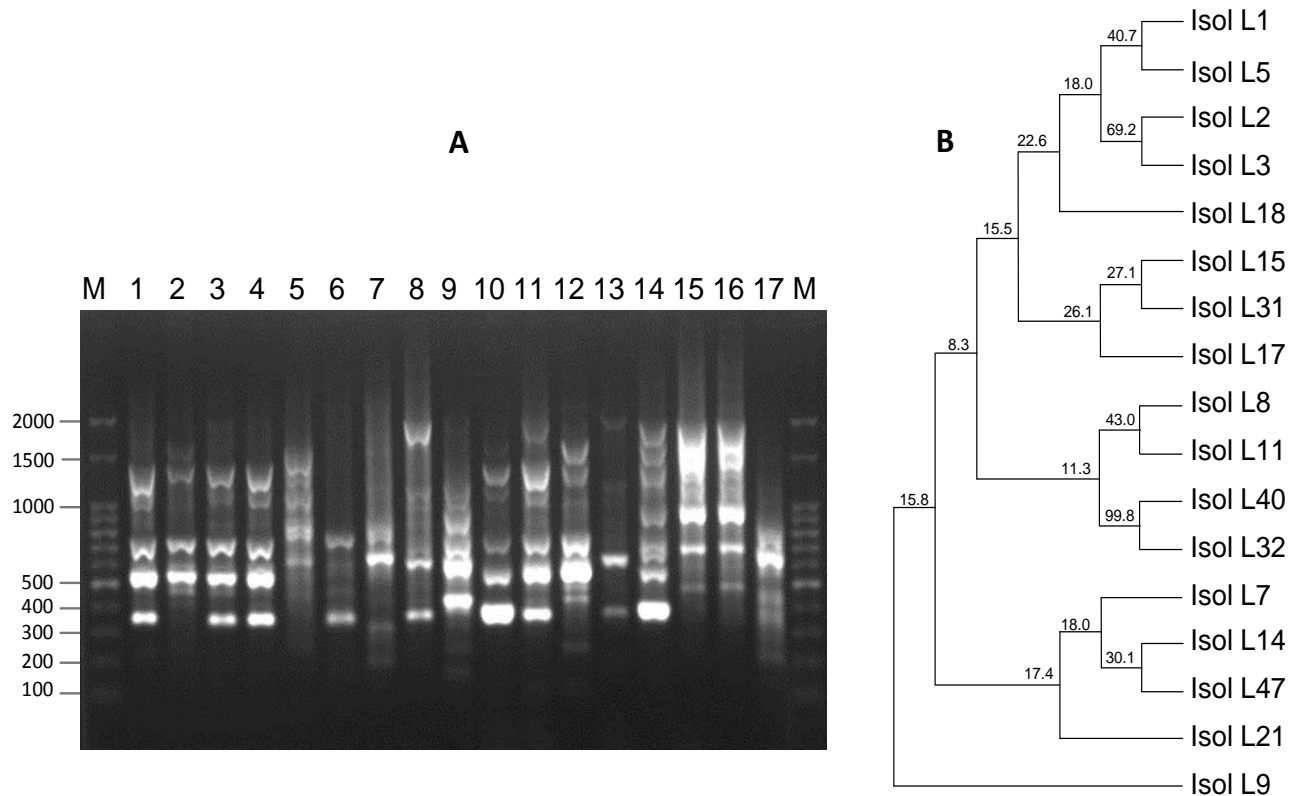 A
M 1 2 3 4 5 6 7 8 9 10 11 12 13 14 15 16 17 M
2000
1500
1000
500
400
300
200
100
B
Isol L1
40.7
Isol L5
18.0
Isol L2
69.2
Isol L3
22.6
Isol L18
15.5
Isol L15
27.1
Isol L31
26.1
Isol L17
8.3
Isol L8
43.0
Isol L11
11.3
Isol L40
99.8
Isol L32
15.8
Isol L7
18.0
Isol L14
30.1
Isol L47
17.4
Isol L21
Isol L9